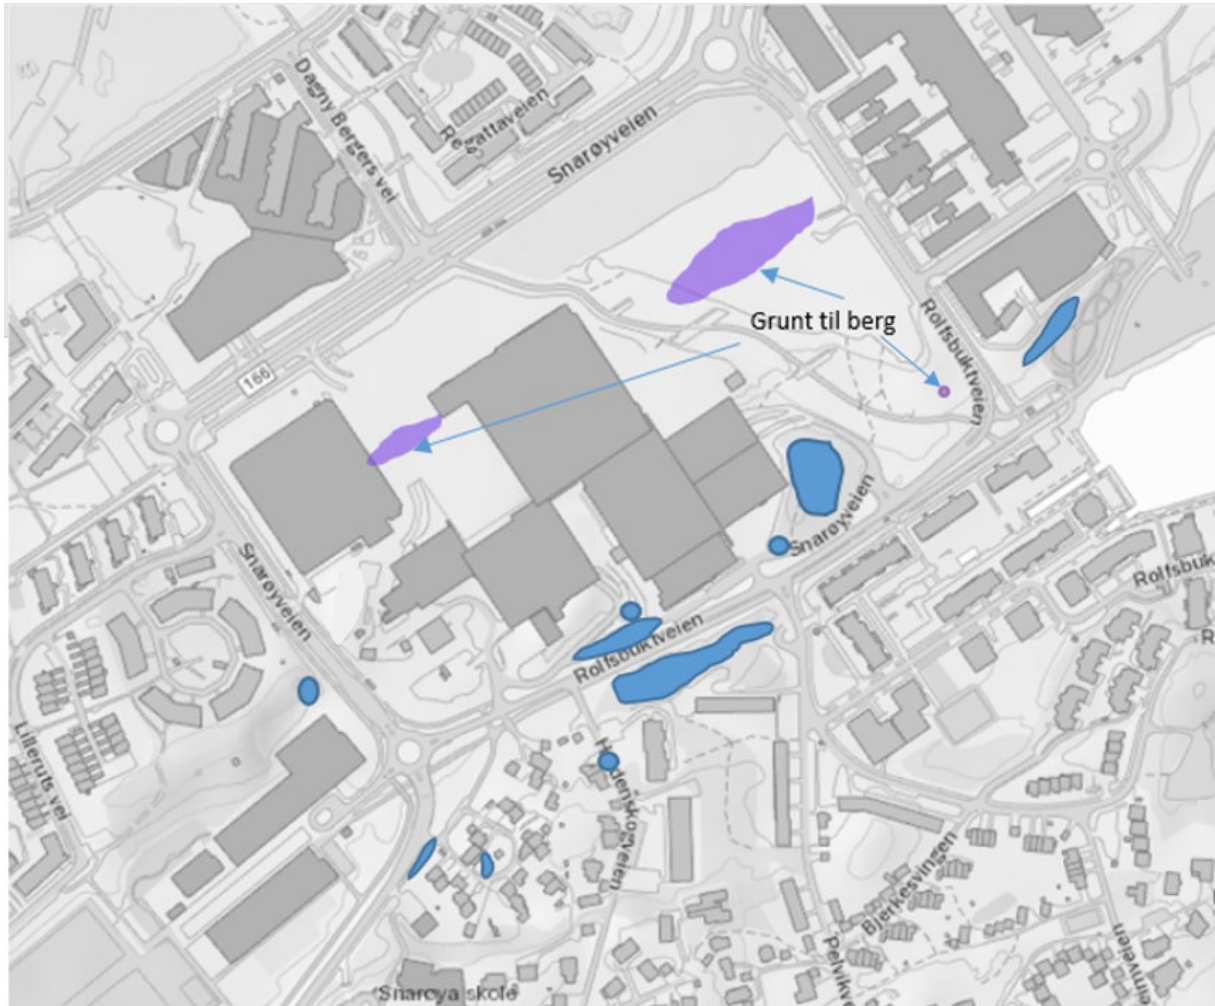 Dagny Bergers vei
Regattaveien
Snarøyveien
Grunt til berg
Rolfsbuktveien
166
Snarøyveien
Snarøyveien
Rolfsbuktveien
Rolfsbuk
Lilleruts vei
Bjerkesvingen
Snarøya skole